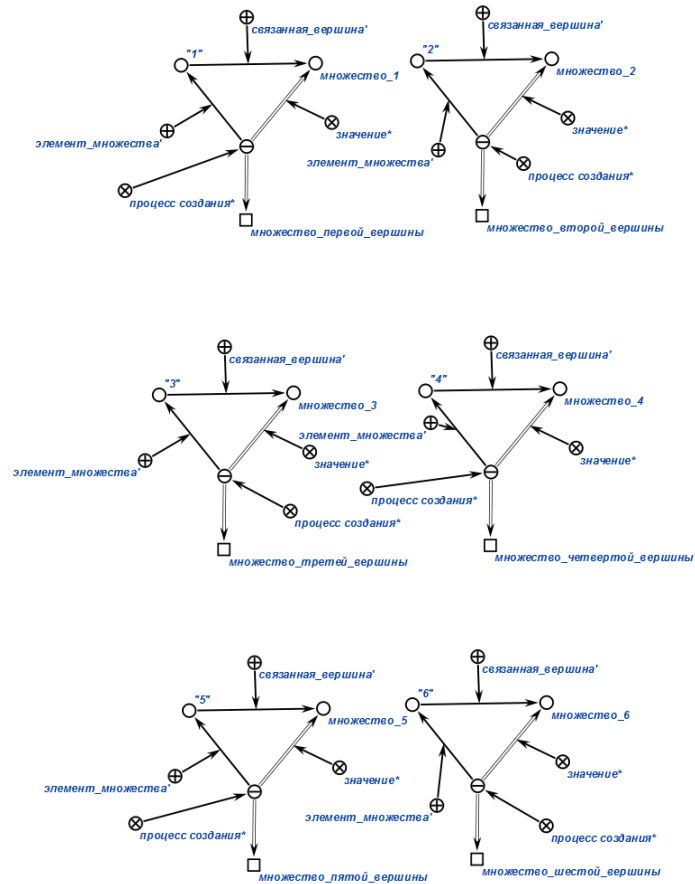 связанная_вершина'
"1"
множество_1
значение*
элемент_множества'
процесс создания*
множество_первой_вершины
связанная_вершина'
"2"
множество_2
значение*
элемент_множества'
процесс создания*
множество_второй_вершины
связанная_вершина'
"3"
множество_3
элемент_множества'
значение*
процесс создания*
множество_третей_вершины
связанная_вершина'
"4"
множество_4
элемент_множества'
значение*
процесс создания*
множество_четвертой_вершины
связанная_вершина'
"5"
множество_5
значение*
элемент_множества'
процесс создания*
множество_пятой_вершины
связанная_вершина'
"6"
множество_6
значение*
элемент_множества'
процесс создания*
множество_шестой_вершины